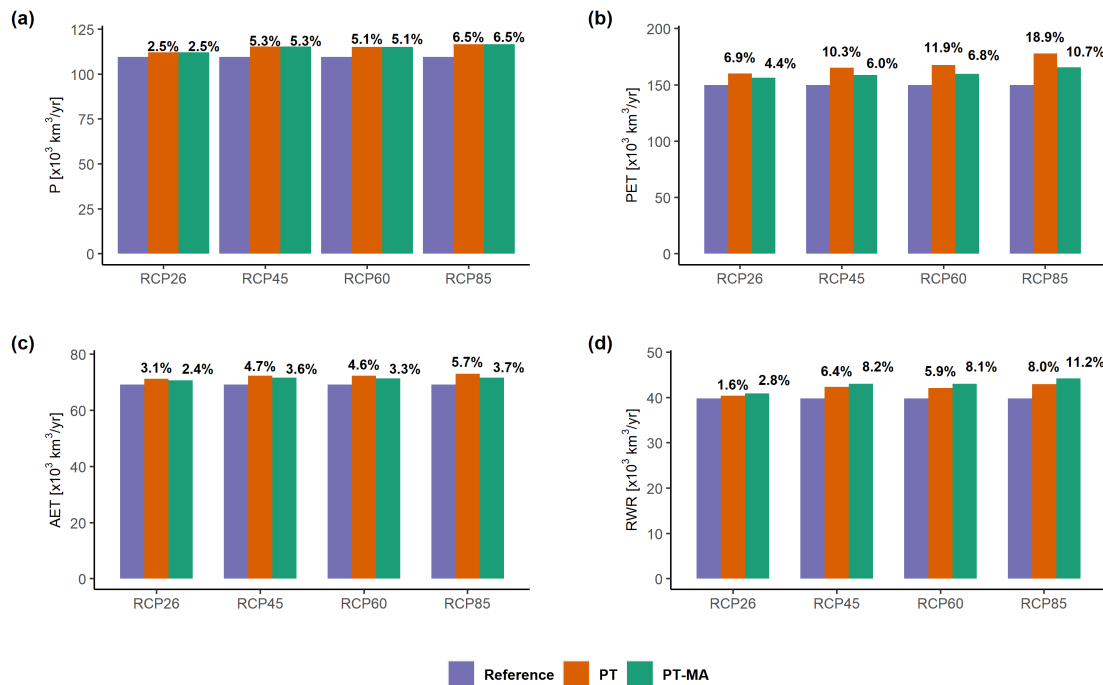 (a)
P [x10³ km³/yr]
125
100
75
50
25
0
2.5% 2.5% 5.3% 5.3% 5.1% 5.1% 6.5% 6.5%
RCP26 RCP45 RCP60 RCP85
(b)
PET [x10³ km³/yr]
200
150
100
50
0
6.9% 4.4% 10.3% 6.0% 11.9% 6.8% 18.9% 10.7%
RCP26 RCP45 RCP60 RCP85
(c)
AET [x10³ km³/yr]
80
60
40
20
0
3.1% 2.4% 4.7% 3.6% 4.6% 3.3% 5.7% 3.7%
RCP26 RCP45 RCP60 RCP85
(d)
RWR [x10³ km³/yr]
50
40
30
20
10
0
1.6% 2.8% 6.4% 8.2% 5.9% 8.1% 8.0% 11.2%
RCP26 RCP45 RCP60 RCP85
Reference PT PT-MA